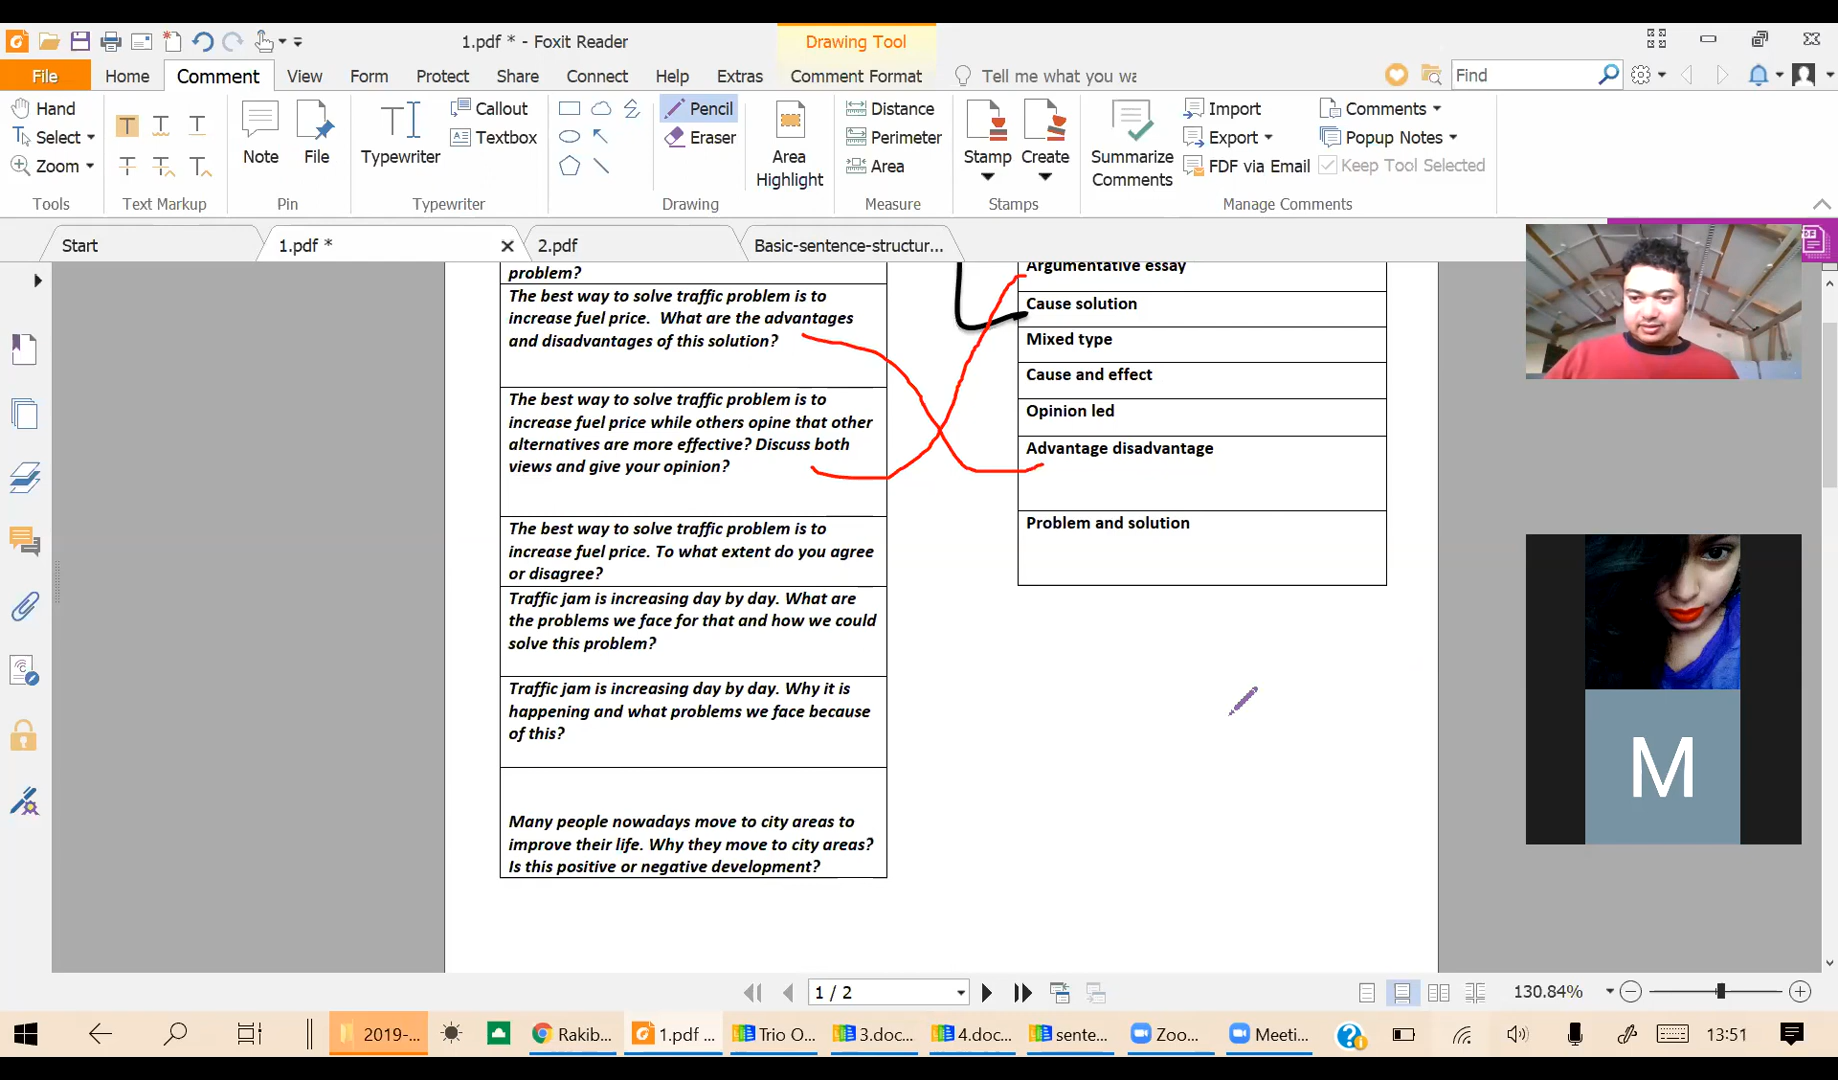 1.pdf * - Foxit Reader
Drawing Tool
File
Home
Comment
View
Form
Protect
Share
Connect
Help
Extras
Comment Format
Tell me what you wa
Find
Hand
Select
Zoom
Note
File
Typewriter
Callout
Textbox
Pencil
Eraser
Area
Highlight
Distance
Perimeter
Area
Stamp
Create
Summarize
Comments
Import
Export
FDF via Email
Comments
Popup Notes
Keep Tool Selected
Tools
Text Markup
Pin
Typewriter
Drawing
Measure
Stamps
Manage Comments
Start
1.pdf *
2.pdf
Basic-sentence-structur...
problem?
The best way to solve traffic problem is to
increase fuel price. What are the advantages
and disadvantages of this solution?
The best way to solve traffic problem is to
increase fuel price while others opine that other
alternatives are more effective? Discuss both
views and give your opinion?
The best way to solve traffic problem is to
increase fuel price. To what extent do you agree
or disagree?
Traffic jam is increasing day by day. What are
the problems we face for that and how we could
solve this problem?
Traffic jam is increasing day by day. Why it is
happening and what problems we face because
of this?
Many people nowadays move to city areas to
improve their life. Why they move to city areas?
Is this positive or negative development?
Argumentative essay
Cause solution
Mixed type
Cause and effect
Opinion led
Advantage disadvantage
Problem and solution
M
1 / 2
130.84%
2019-...
Rakib...
1.pdf ...
Trio O...
3.doc...
4.doc...
sente...
Zoo...
Meeti...
13:51